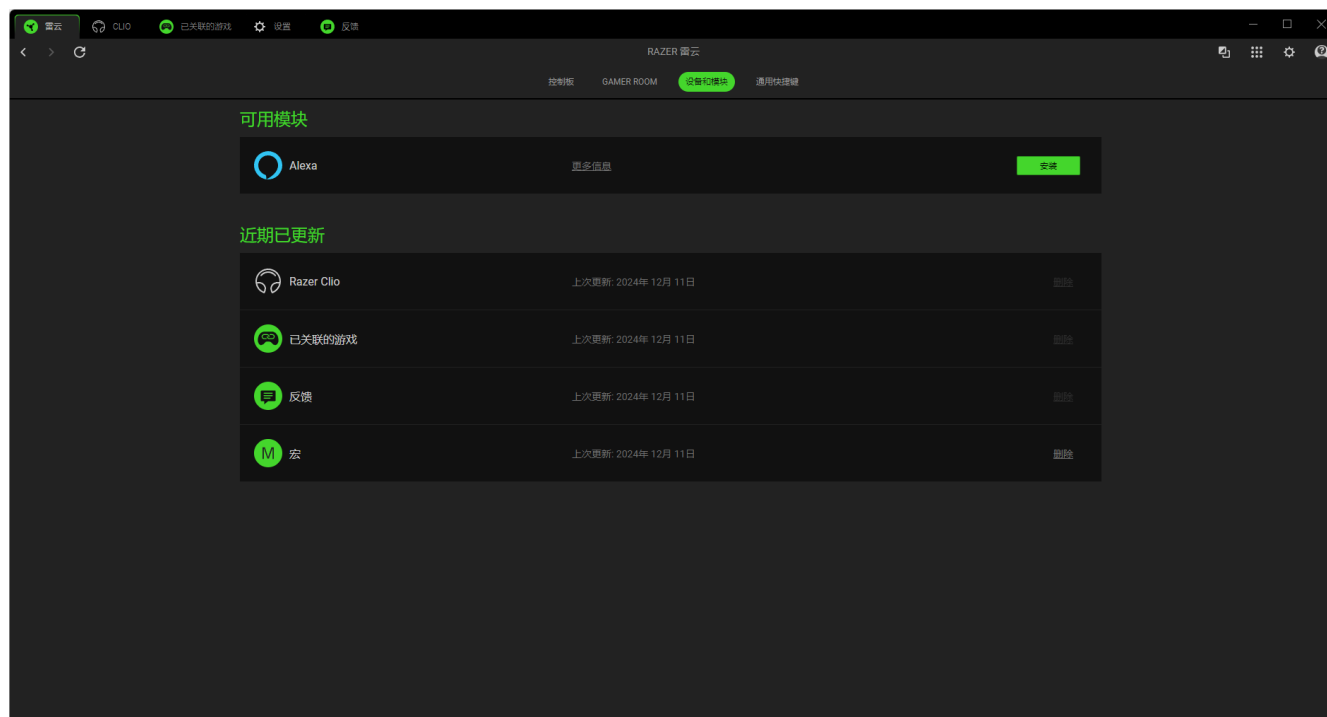 雷云 CLIO 已关联的游戏 设置 反馈
RAZER 雷云
控制板 GAMER ROOM 设备和模块 通用快捷键
可用模块
Alexa 更多信息 安装
近期已更新
Razer Clio 上次更新: 2024年 12月 11日 删除
已关联的游戏 上次更新: 2024年 12月 11日 删除
反馈 上次更新: 2024年 12月 11日 删除
M 宏 上次更新: 2024年 12月 11日 删除